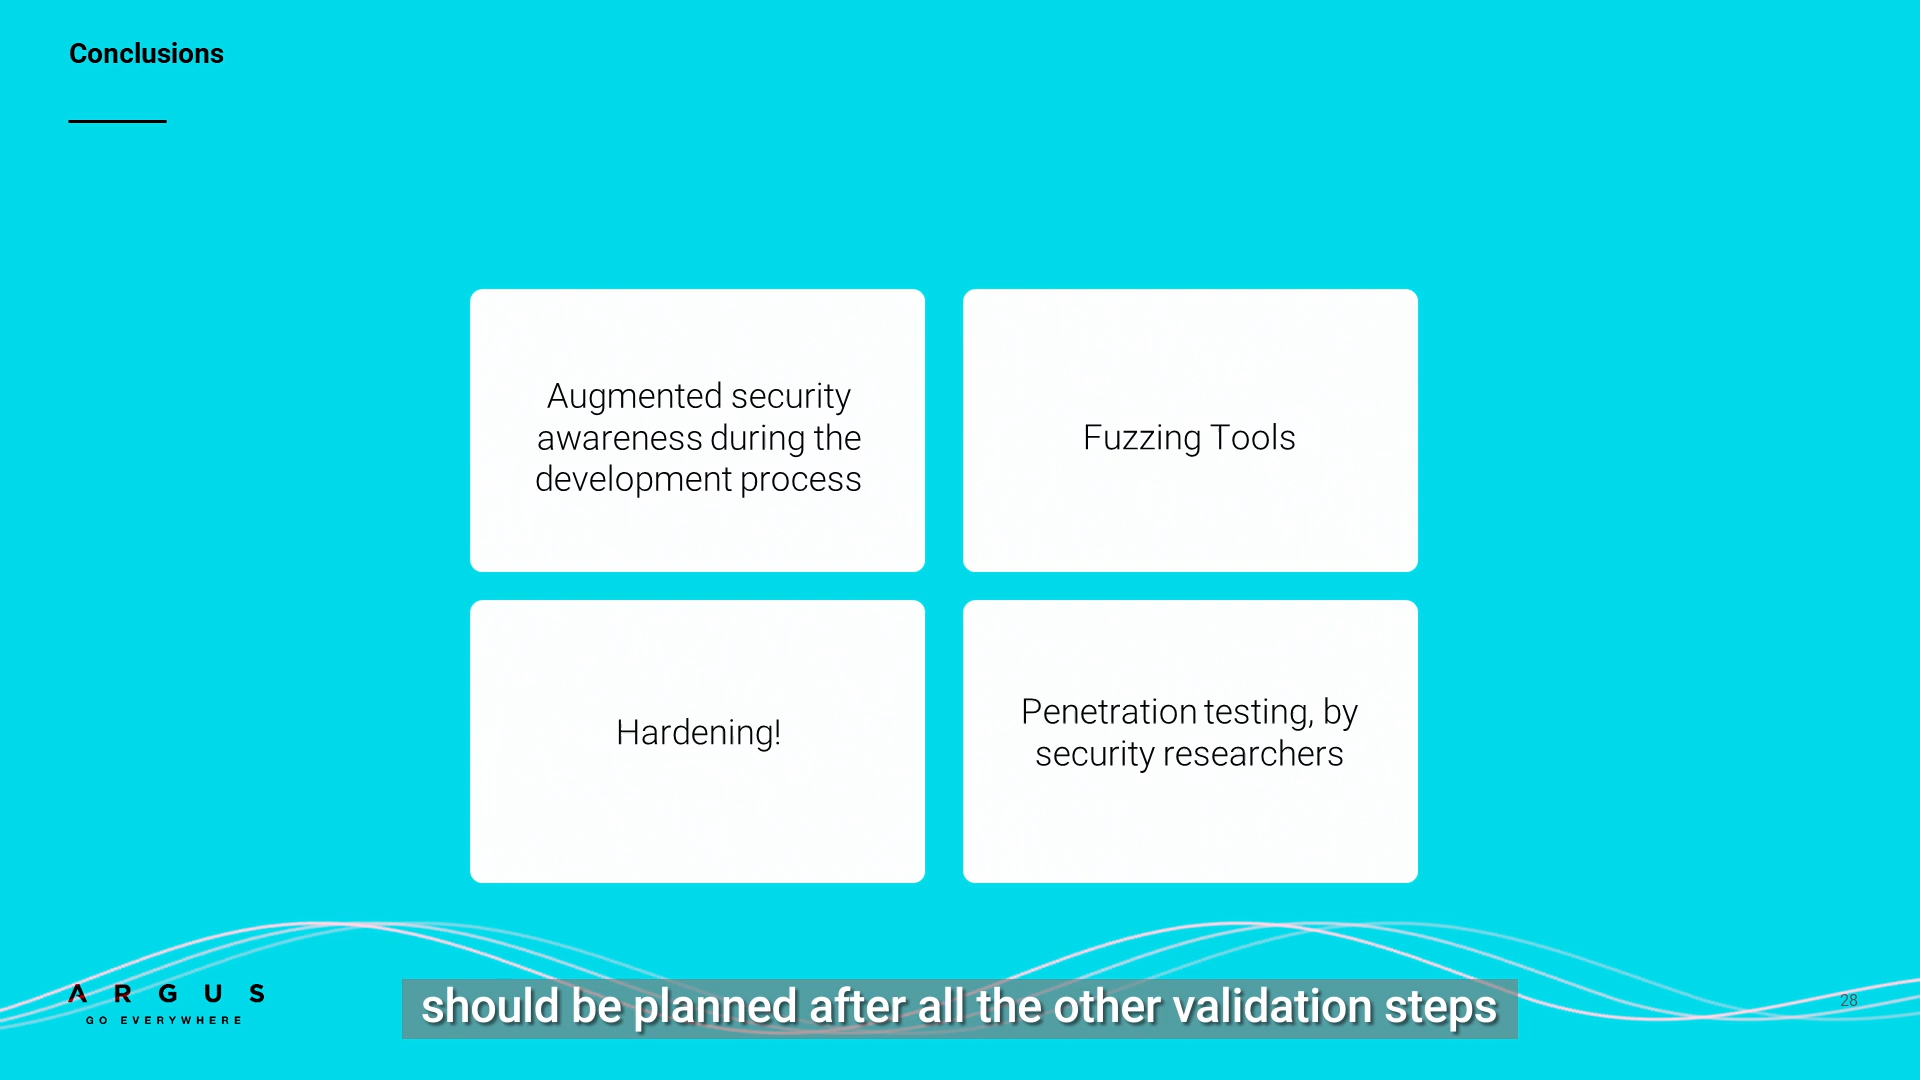 Conclusions
Augmented security
awareness during the
development process
Fuzzing Tools
Hardening!
Penetration testing, by
security researchers
ARGUS
GO EVERYWHERE
should be planned after all the other validation steps
28